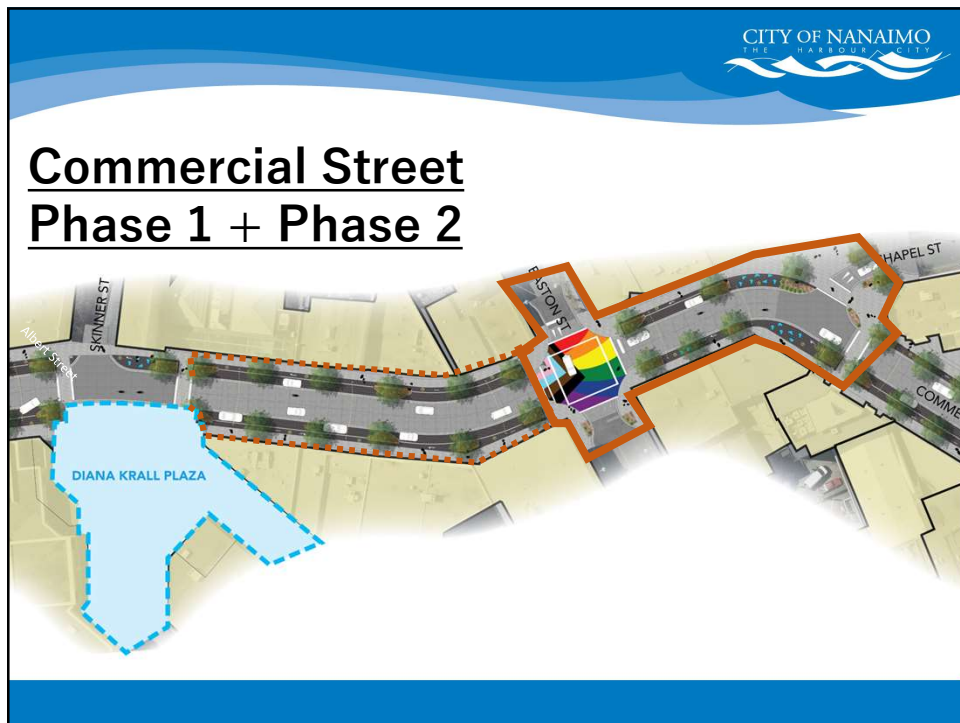 CITY OF NANAIMO
THE HARBOUR CITY
Commercial Street
Phase 1 + Phase 2
CHAPEL ST
BASTON ST
SKINNER ST
Albert Street
COMME
DIANA KRALL PLAZA